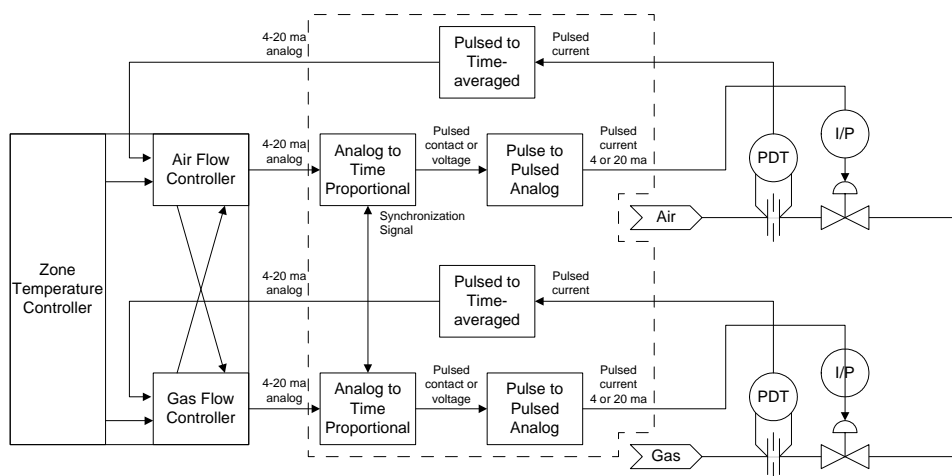 4-20 ma
analog
Pulsed to
Time-
averaged
Pulsed
current
Air Flow
Controller
4-20 ma
analog
Analog to
Time
Proportional
Pulsed
contact or
voltage
Pulse to
Pulsed
Analog
Pulsed
current
4 or 20 ma
PDT
I/P
Air
Synchronization
Signal
Zone
Temperature
Controller
4-20 ma
analog
Pulsed to
Time-
averaged
Pulsed
current
Gas Flow
Controller
4-20 ma
analog
Analog to
Time
Proportional
Pulsed
contact or
voltage
Pulse to
Pulsed
Analog
Pulsed
current
4 or 20 ma
PDT
I/P
Gas